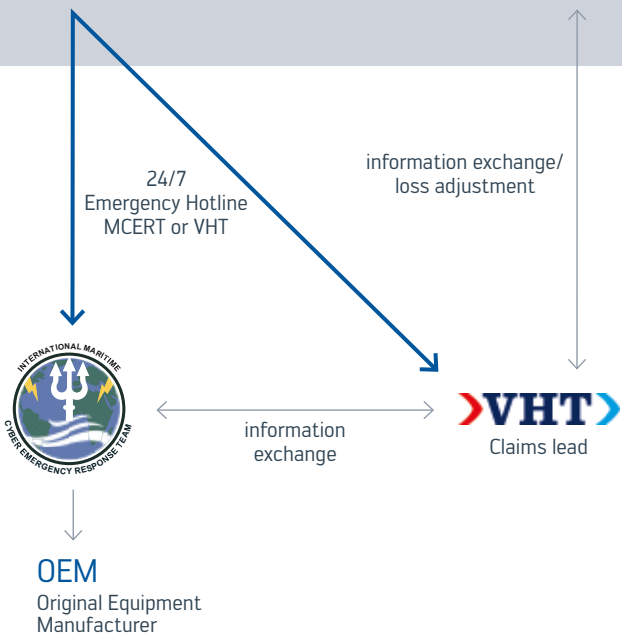 24/7
Emergency Hotline
MCERT or VHT
information exchange/
loss adjustment
INTERNATIONAL MARITIME
CYBER EMERGENCY RESPONSE TEAM
information
exchange
VHT
Claims lead
OEM
Original Equipment
Manufacturer